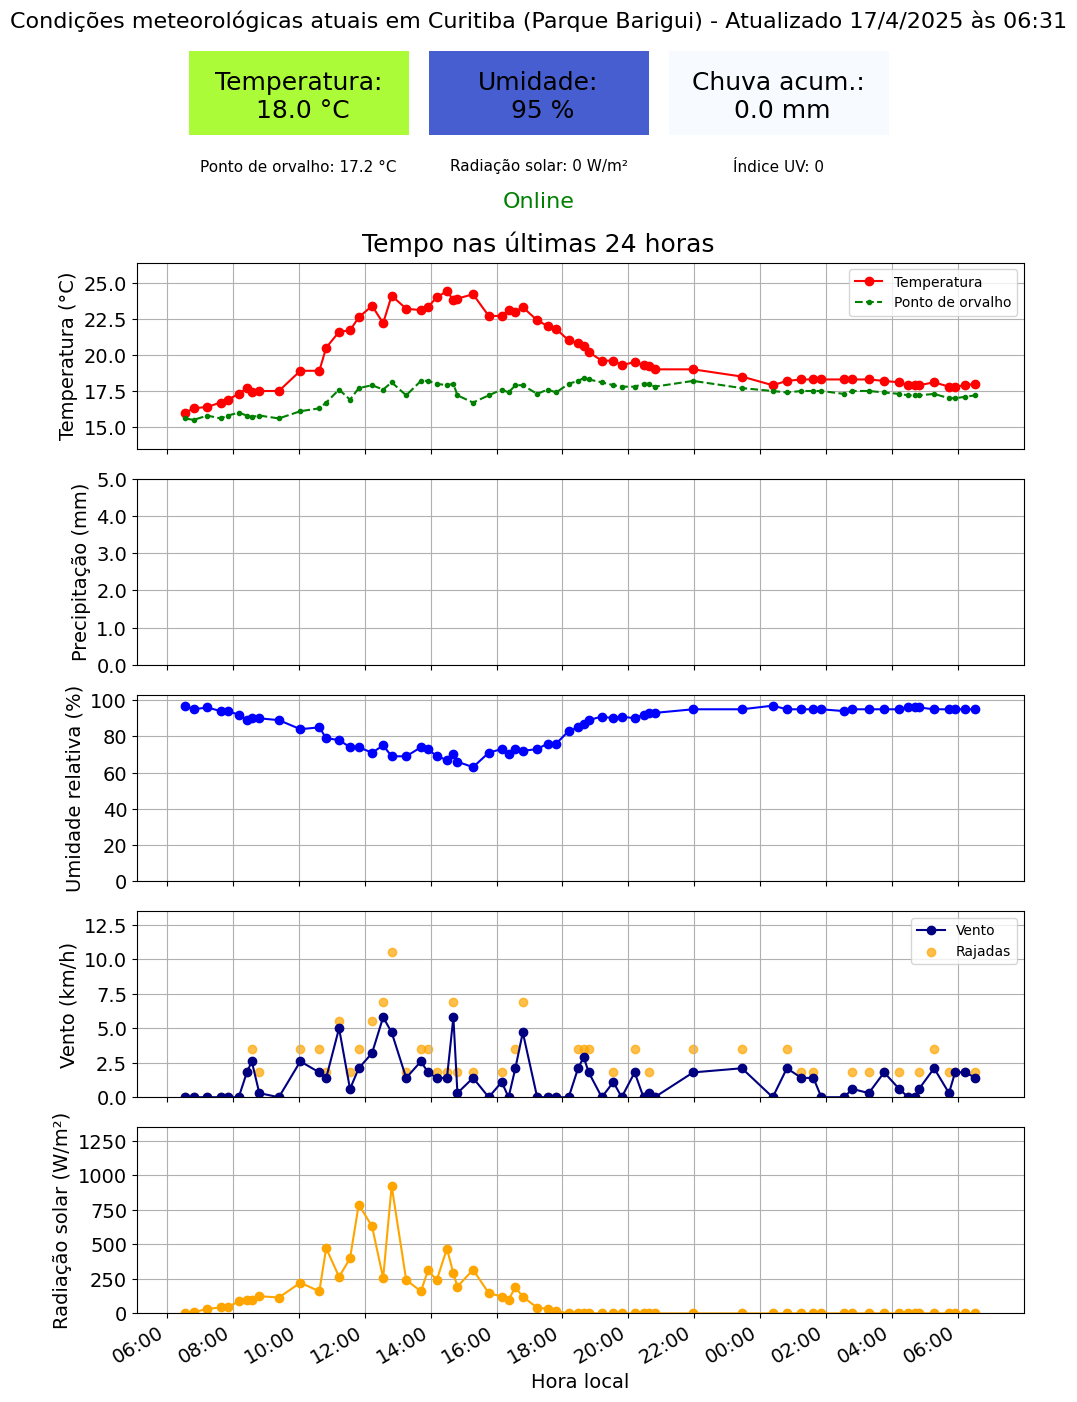 Condições meteorológicas atuais em Curitiba (Parque Barigui) - Atualizado 17/4/2025 às 06:31
Temperatura:
18.0 °C
Umidade:
95 %
Chuva acum.:
0.0 mm
Ponto de orvalho: 17.2 °C
Radiação solar: 0 W/m²
Índice UV: 0
Online
Tempo nas últimas 24 horas
Temperatura (°C)
25.0
22.5
20.0
17.5
15.0
Temperatura
Ponto de orvalho
Precipitação (mm)
5.0
4.0
3.0
2.0
1.0
0.0
Umidade relativa (%)
100
80
60
40
20
0
Vento (km/h)
12.5
10.0
7.5
5.0
2.5
0.0
Vento
Rajadas
Radiação solar (W/m²)
1250
1000
750
500
250
0
06:00
08:00
10:00
12:00
14:00
16:00
18:00
20:00
22:00
00:00
02:00
04:00
06:00
Hora local